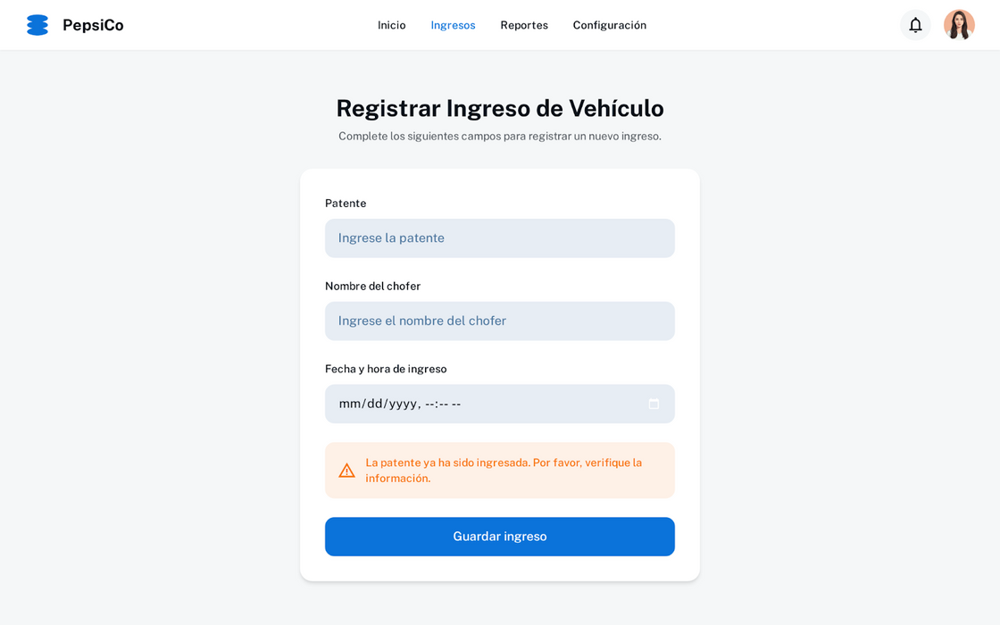 PepsiCo
Inicio
Ingresos
Reportes
Configuración
Registrar Ingreso de Vehículo
Complete los siguientes campos para registrar un nuevo ingreso.
Patente
Ingrese la patente
Nombre del chofer
Ingrese el nombre del chofer
Fecha y hora de ingreso
mm/dd/yyyy, --:-- --
La patente ya ha sido ingresada. Por favor, verifique la
información.
Guardar ingreso